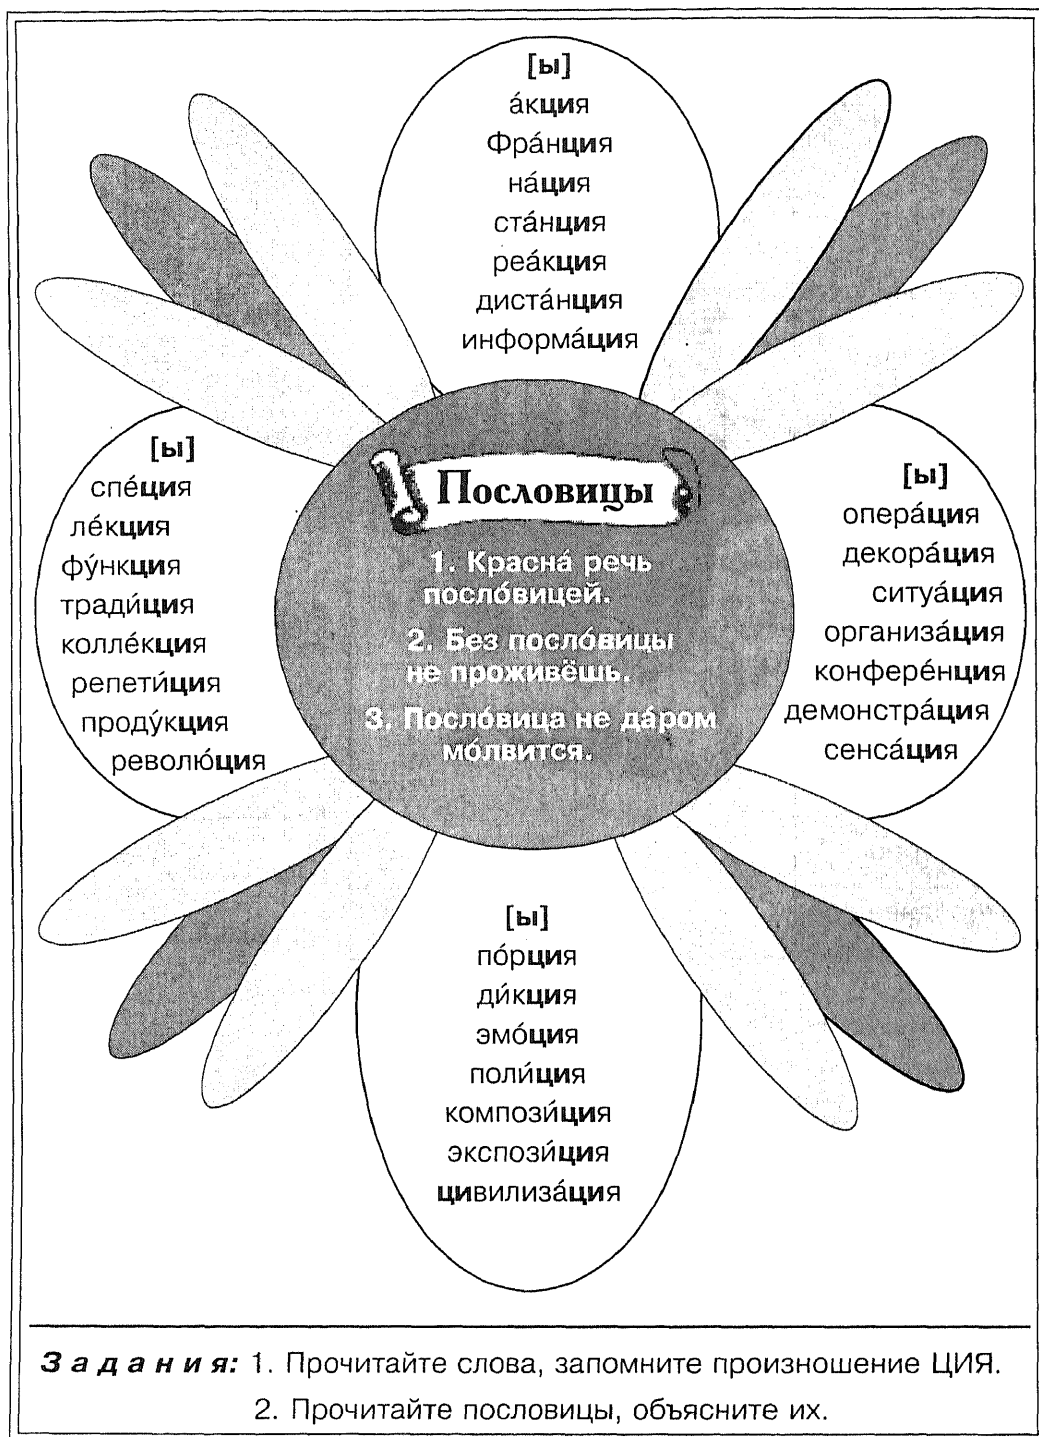 [ы]
а́кция
Фра́нция
на́ция
ста́нция
реа́кция
диста́нция
информа́ция
[ы]
спе́ция
ле́кция
фу́нкция
тради́ция
колле́кция
репети́ция
проду́кция
револю́ция
Пословицы
1. Красна́ речь
посло́вицей.
2. Без посло́вицы
не проживёшь.
3. Посло́вица не да́ром
мо́лвится.
[ы]
опера́ция
декора́ция
ситуа́ция
организа́ция
конфере́нция
демонстра́ция
сенса́ция
[ы]
по́рция
ди́кция
эмо́ция
поли́ция
компози́ция
экспози́ция
цивилиза́ция
Задания: 1. Прочитайте слова, запомните произношение ЦИЯ.
2. Прочитайте пословицы, объясните их.